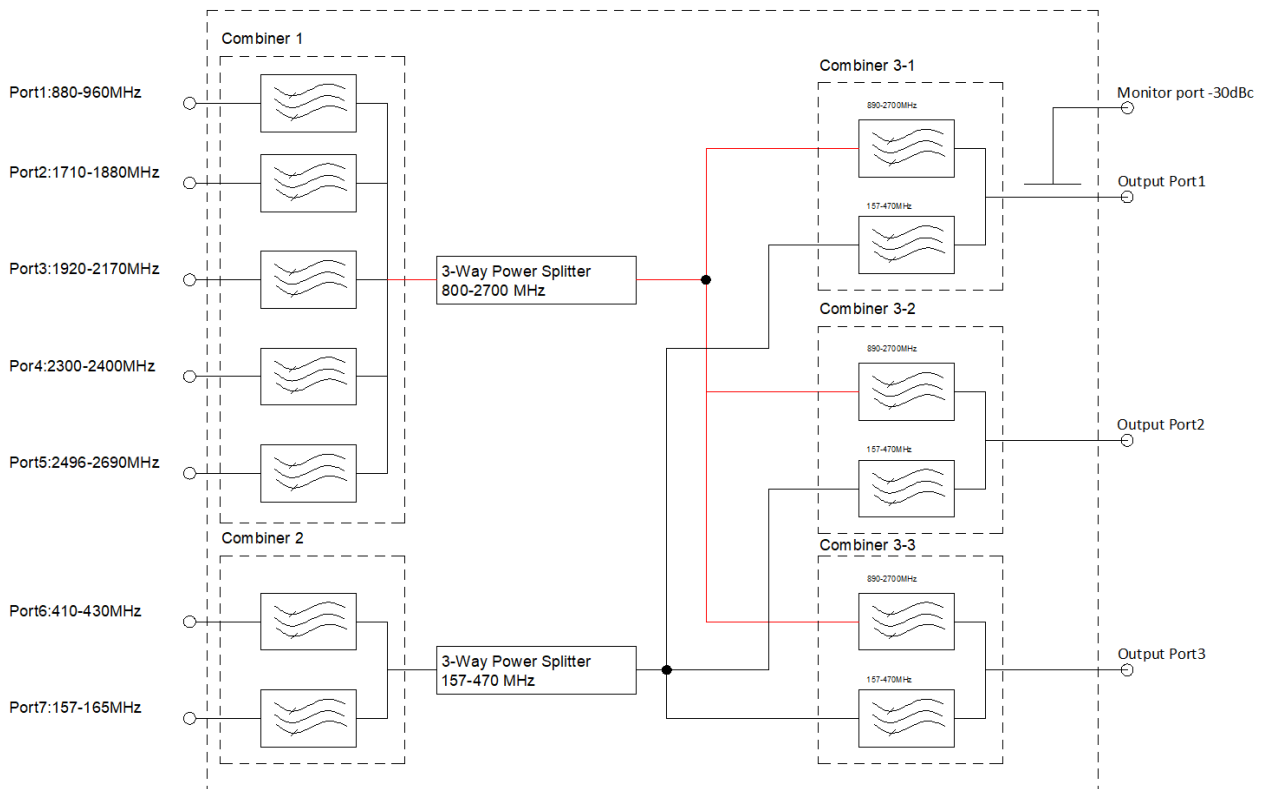 Combiner 1
Port1:880-960MHz
Port2:1710-1880MHz
Port3:1920-2170MHz
Por4:2300-2400MHz
Port5:2496-2690MHz
Combiner 2
Port6:410-430MHz
Port7:157-165MHz
3-Way Power Splitter
800-2700 MHz
3-Way Power Splitter
157-470 MHz
Combiner 3-1
890-2700MHz
157-470MHz
Combiner 3-2
890-2700MHz
157-470MHz
Combiner 3-3
890-2700MHz
157-470MHz
Monitor port -30dBc
Output Port1
Output Port2
Output Port3